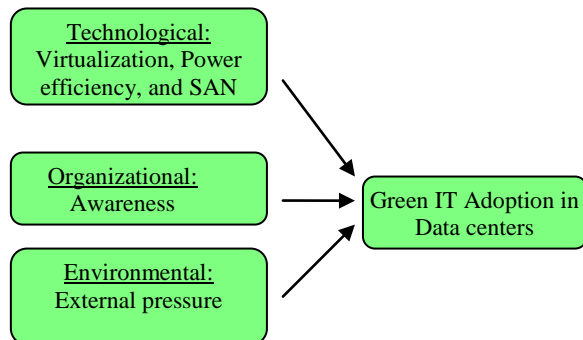 Technological:
Virtualization, Power
efficiency, and SAN
Organizational:
Awareness
Green IT Adoption in
Data centers
Environmental:
External pressure